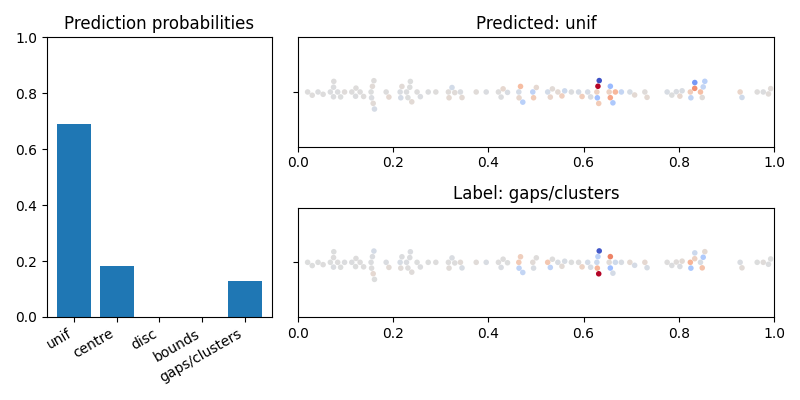 Prediction probabilities
1.0
0.8
0.6
0.4
0.2
0.0
unif
centre
disc
bounds
gaps/clusters
Predicted: unif
0.0 0.2 0.4 0.6 0.8 1.0
Label: gaps/clusters
0.0 0.2 0.4 0.6 0.8 1.0